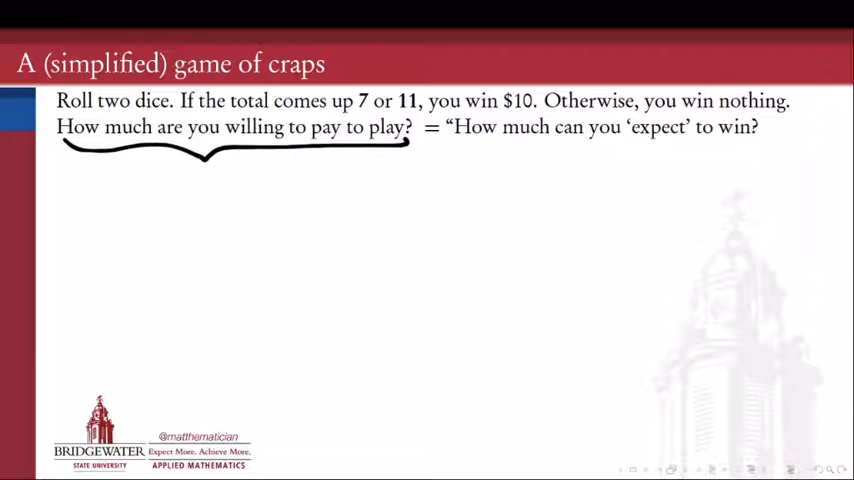 A (simplified) game of craps
Roll two dice. If the total comes up 7 or 11, you win $10. Otherwise, you win nothing.
How much are you willing to pay to play? = “How much can you ‘expect’ to win?
@matthematician
BRIDGEWATER Expect More. Achieve More.
STATE UNIVERSITY APPLIED MATHEMATICS